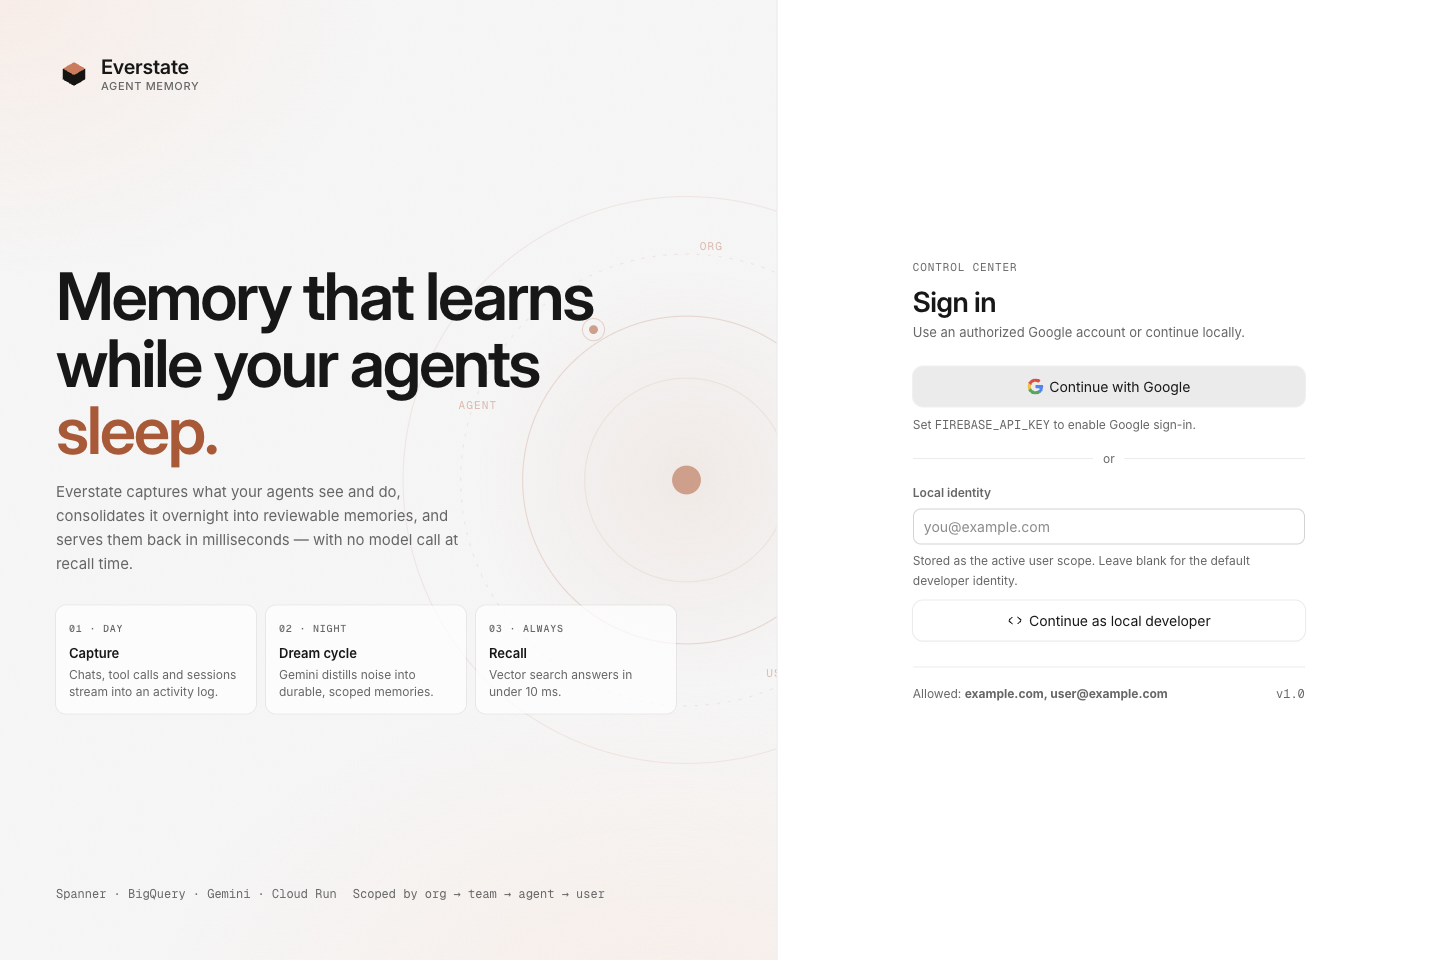 Everstate
AGENT MEMORY
ORG
Memory that learns
while your agents
sleep.
AGENT
Everstate captures what your agents see and do,
consolidates it overnight into reviewable memories, and
serves them back in milliseconds — with no model call at
recall time.
01 · DAY
Capture
Chats, tool calls and sessions
stream into an activity log.
02 · NIGHT
Dream cycle
Gemini distills noise into
durable, scoped memories.
03 · ALWAYS
Recall
Vector search answers in
under 10 ms.
Spanner · BigQuery · Gemini · Cloud Run Scoped by org → team → agent → user
CONTROL CENTER
Sign in
Use an authorized Google account or continue locally.
Continue with Google
Set FIREBASE_API_KEY to enable Google sign-in.
or
Local identity
you@example.com
Stored as the active user scope. Leave blank for the default
developer identity.
Continue as local developer
Allowed: example.com, user@example.com
v1.0